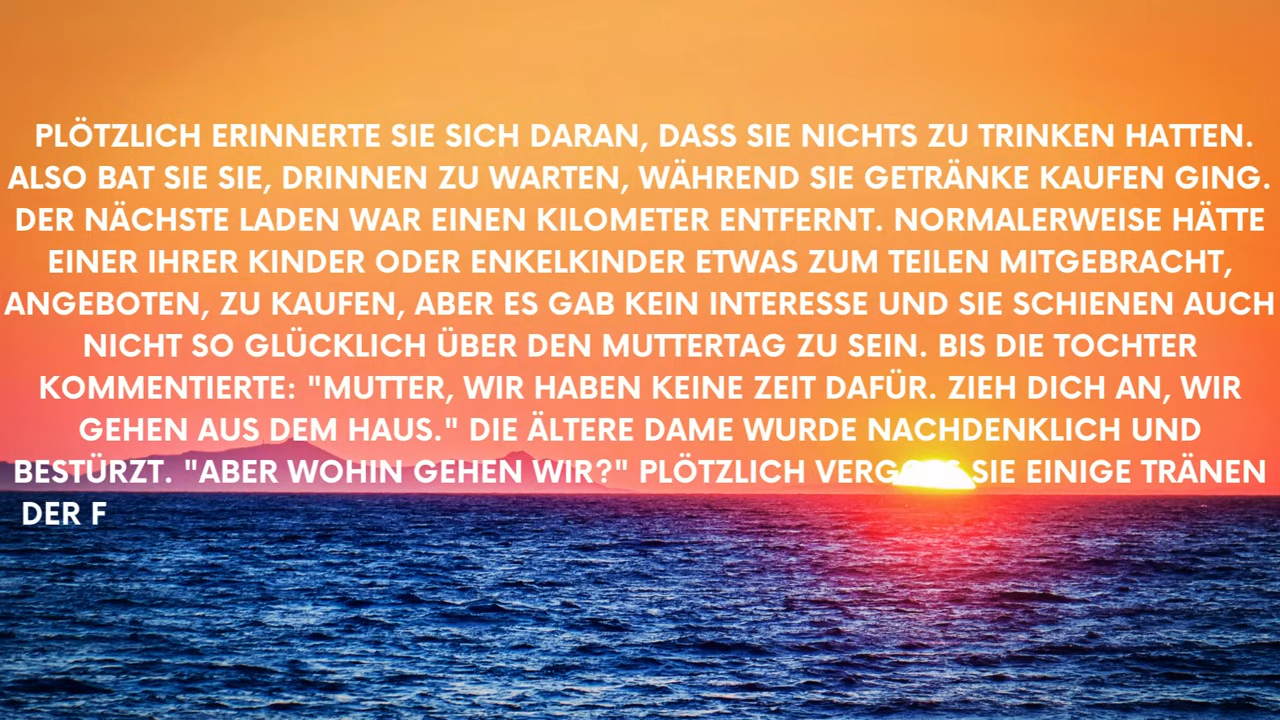 PLÖTZLICH ERINNERTE SIE SICH DARAN, DASS SIE NICHTS ZU TRINKEN HATTEN.
ALSO BAT SIE SIE, DRINNEN ZU WARTEN, WÄHREND SIE GETRÄNKE KAUFEN GING.
DER NÄCHSTE LADEN WAR EINEN KILOMETER ENTFERNT. NORMALERWEISE HÄTTE
EINER IHRER KINDER ODER ENKELKINDER ETWAS ZUM TEILEN MITGEBRACHT,
ANGEBOTEN, ZU KAUFEN, ABER ES GAB KEIN INTERESSE UND SIE SCHIENEN AUCH
NICHT SO GLÜCKLICH ÜBER DEN MUTTERTAG ZU SEIN. BIS DIE TOCHTER
KOMMENTIERTE: "MUTTER, WIR HABEN KEINE ZEIT DAFÜR. ZIEH DICH AN, WIR
GEHEN AUS DEM HAUS." DIE ÄLTERE DAME WURDE NACHDENKLICH UND
BESTÜRZT. "ABER WOHIN GEHEN WIR?" PLÖTZLICH SIE EINIGE TRÄNEN
DER F